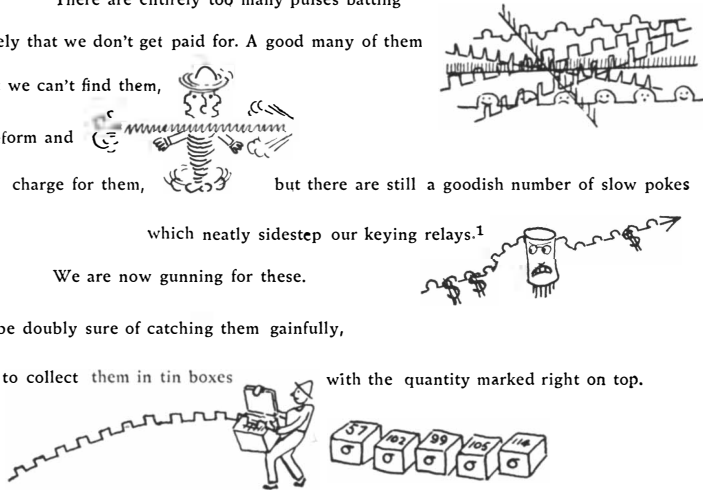 There are entirely too many pulses batting
ely that we don't get paid for. A good many of them
we can't find them,
form and
charge for them, but there are still a goodish number of slow pokes
which neatly sidestep our keying relays.1
We are now gunning for these.
be doubly sure of catching them gainfully,
to collect them in tin boxes with the quantity marked right on top.
$ $ $
57 102 99 105 114
σ σ σ σ σ